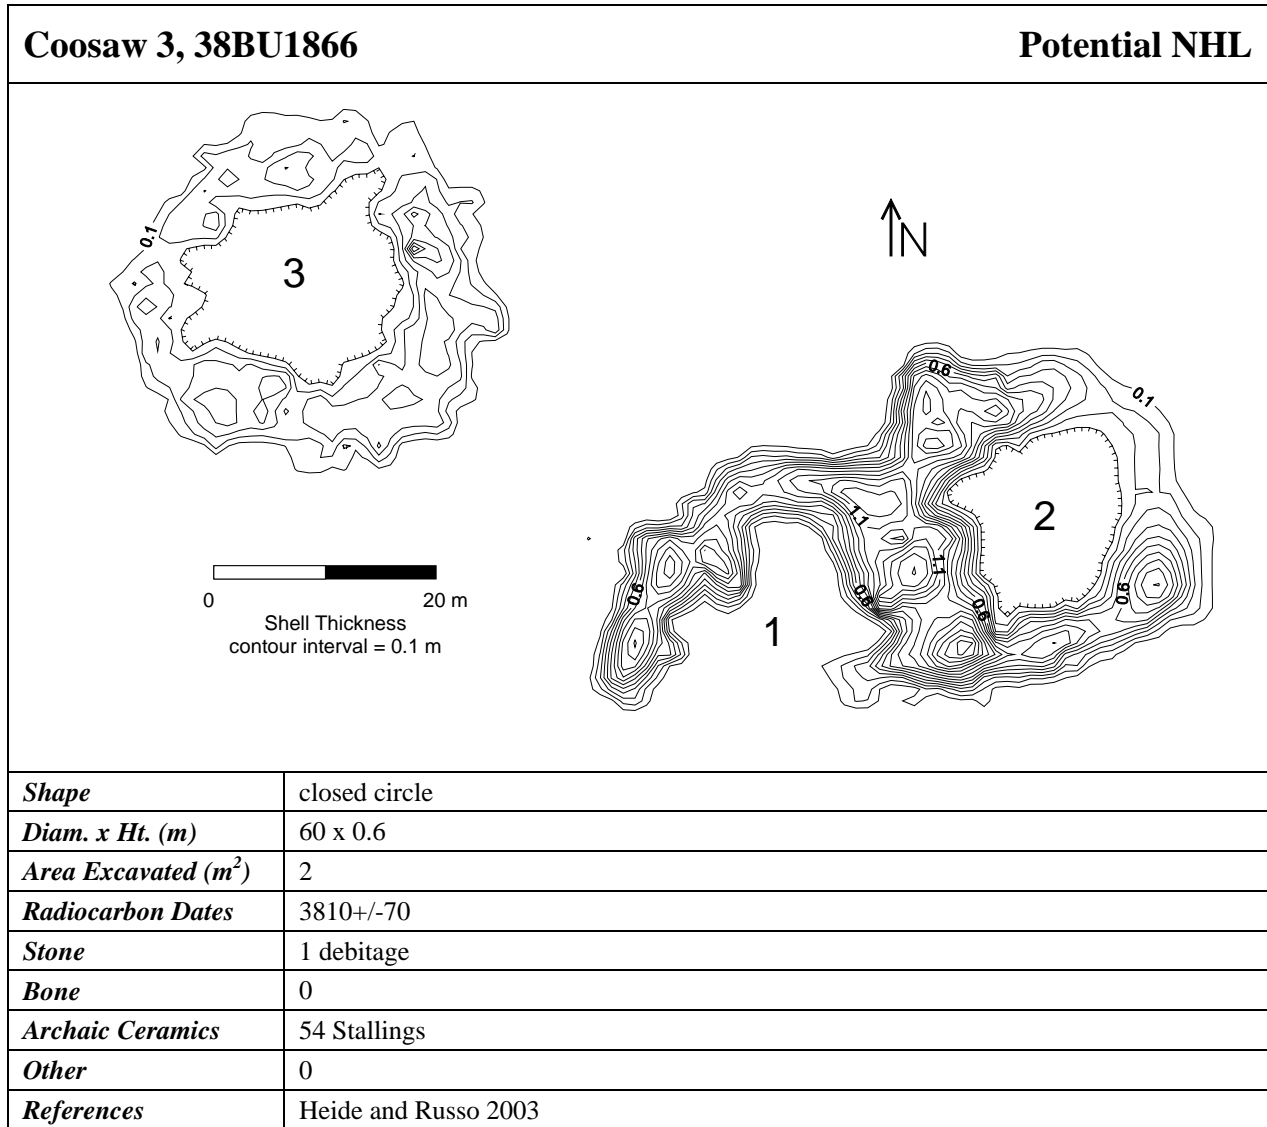 Coosaw 3, 38BU1866 Potential NHL
0.1
3
N
0.6
0.1
2
1.1
1.1
0.6
0.6
0.6
0.6
1
0 20 m
Shell Thickness
contour interval = 0.1 m
Shape closed circle
Diam. x Ht. (m) 60 x 0.6
Area Excavated (m²) 2
Radiocarbon Dates 3810+/-70
Stone 1 debitage
Bone 0
Archaic Ceramics 54 Stallings
Other 0
References Heide and Russo 2003